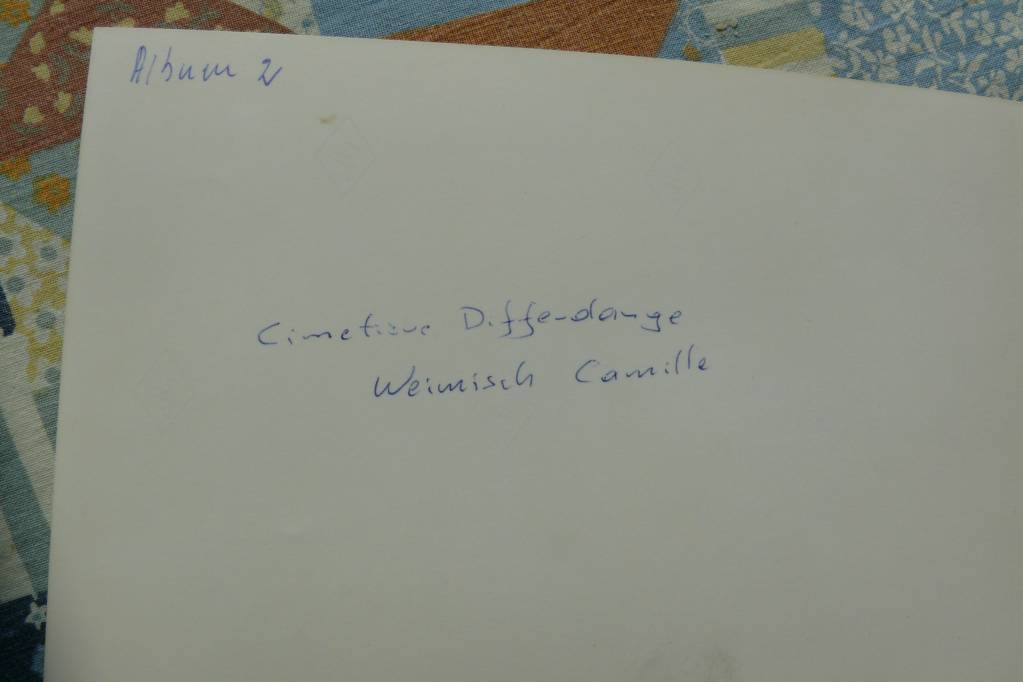 Album 2
Cimetière Differdange
Weimisch Camille